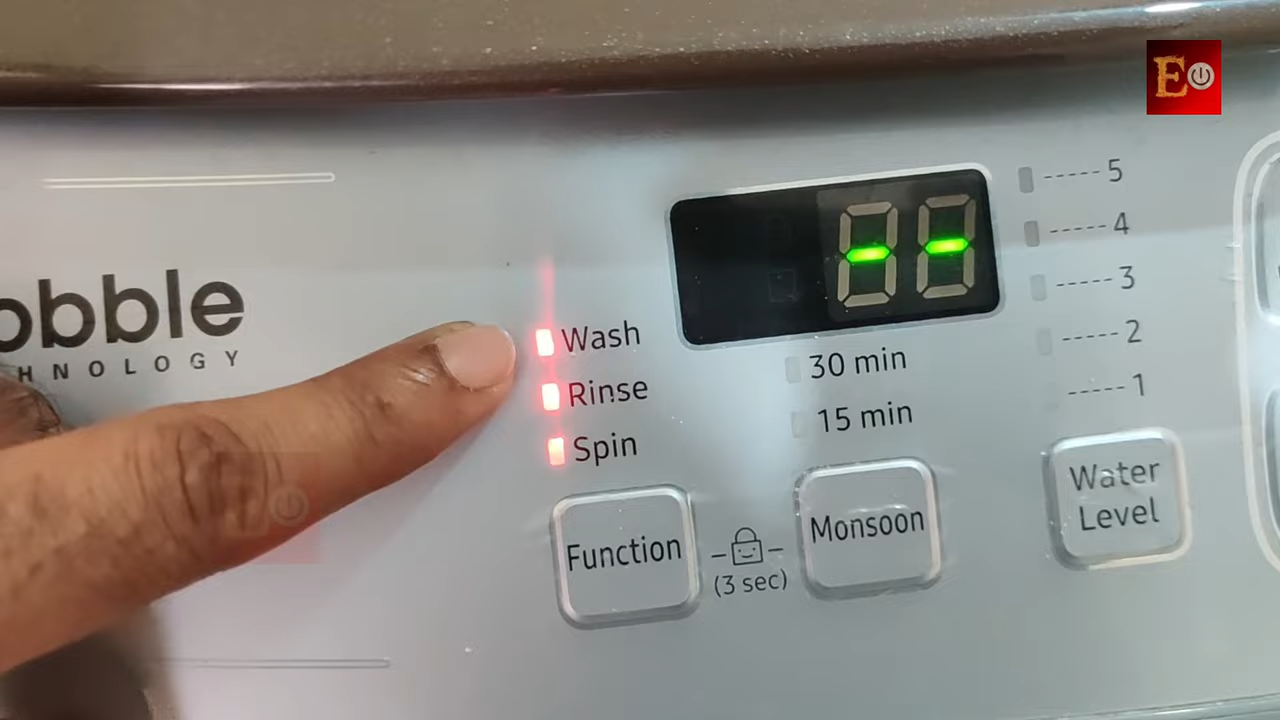 obble
HNOLOGY
Wash
Rinse
Spin
Function
(3 sec)
--
30 min
15 min
Monsoon
-----5
-----4
-----3
-----2
-----1
Water
Level
E